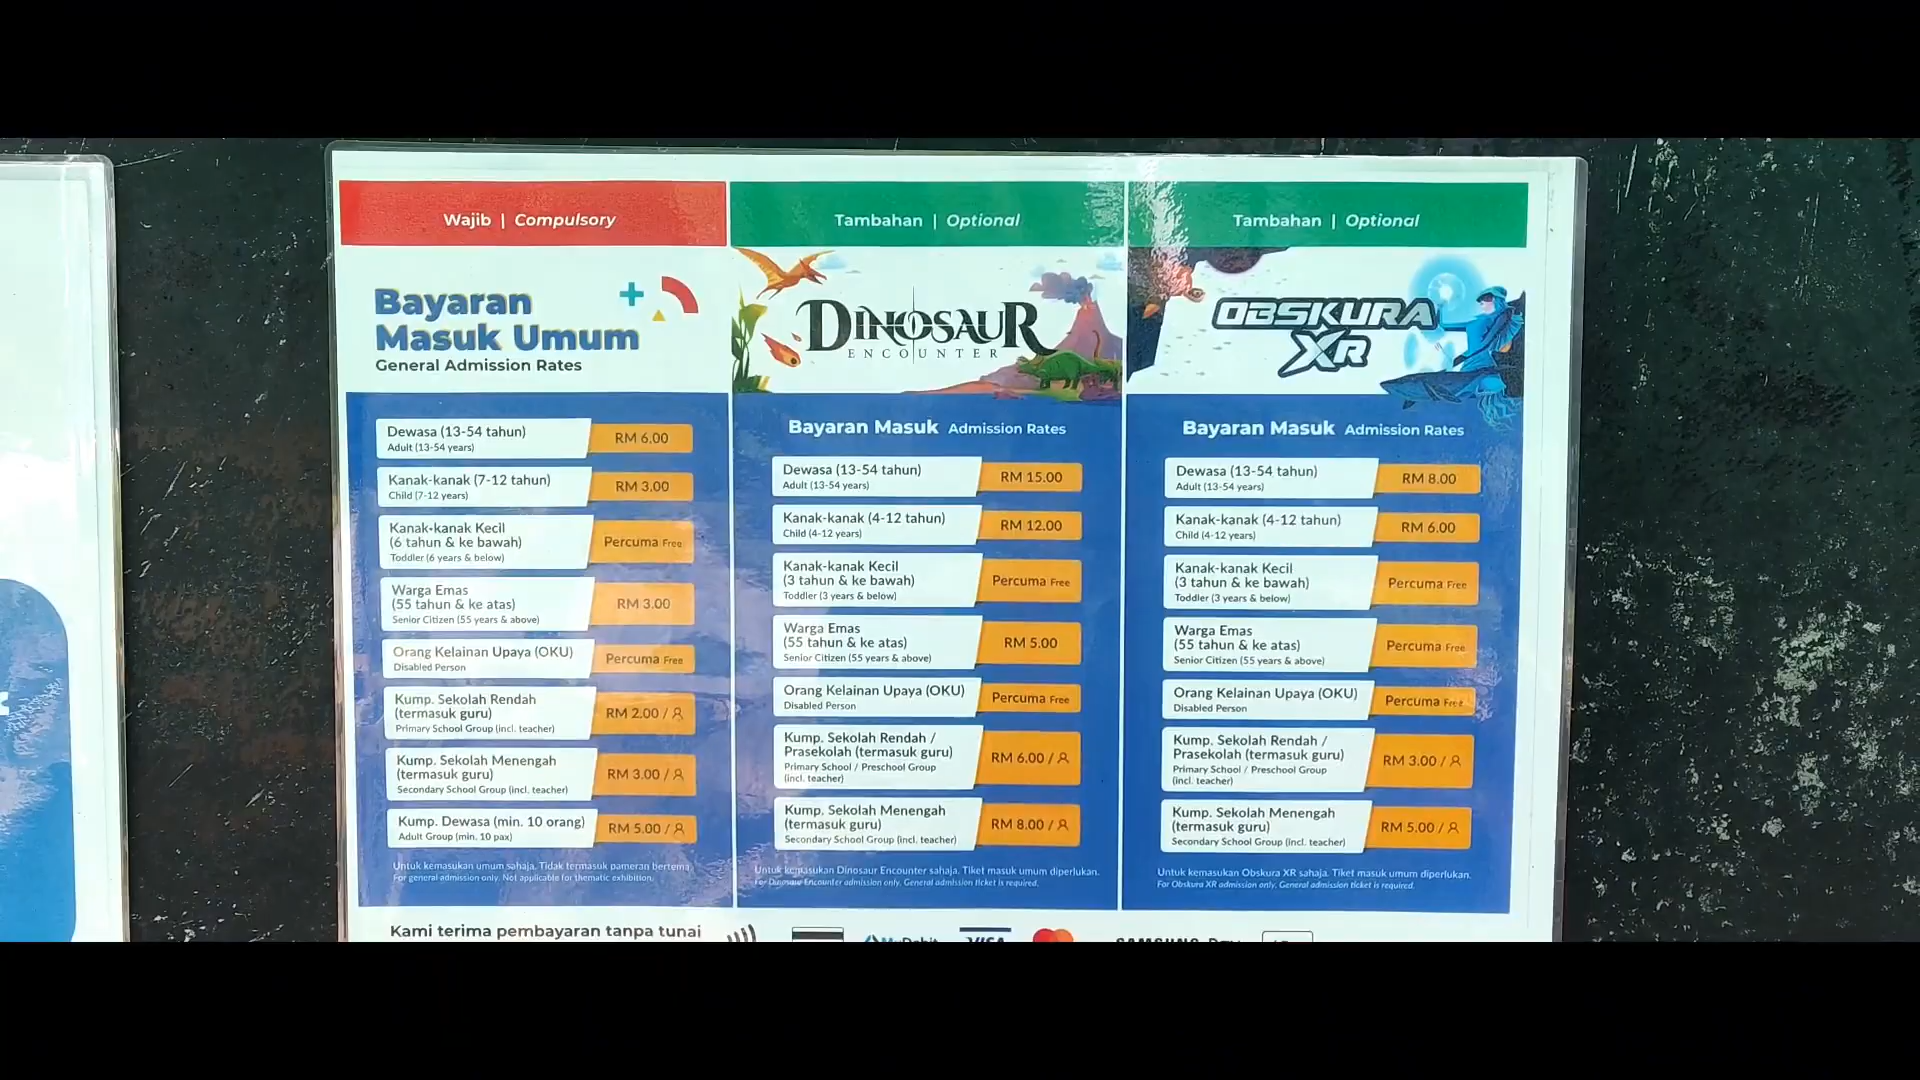 Wajib | Compulsory
Bayaran
Masuk Umum
General Admission Rates
Dewasa (13-54 tahun)
Adult (13-54 years)
RM 6.00
Kanak-kanak (7-12 tahun)
Child (7-12 years)
RM 3.00
Kanak-kanak Kecil
(6 tahun & ke bawah)
Toddler (6 years & below)
Percuma Free
Warga Emas
(55 tahun & ke atas)
Senior Citizen (55 years & above)
RM 3.00
Orang Kelainan Upaya (OKU)
Disabled Person
Percuma Free
Kump. Sekolah Rendah
(termasuk guru)
Primary School Group (incl. teacher)
RM 2.00 /
Kump. Sekolah Menengah
(termasuk guru)
Secondary School Group (incl. teacher)
RM 3.00 /
Kump. Dewasa (min. 10 orang)
Adult Group (min. 10 pax)
RM 5.00 /
Untuk kemasukan umum sahaja. Tidak termasuk pameran bertema
For general admission only. Not applicable for thematic exhibition.
Tambahan | Optional
DINOSAUR
ENCOUNTER
Bayaran Masuk Admission Rates
Dewasa (13-54 tahun)
Adult (13-54 years)
RM 15.00
Kanak-kanak (4-12 tahun)
Child (4-12 years)
RM 12.00
Kanak-kanak Kecil
(3 tahun & ke bawah)
Toddler (3 years & below)
Percuma Free
Warga Emas
(55 tahun & ke atas)
Senior Citizen (55 years & above)
RM 5.00
Orang Kelainan Upaya (OKU)
Disabled Person
Percuma Free
Kump. Sekolah Rendah /
Prasekolah (termasuk guru)
Primary School / Preschool Group
(incl. teacher)
RM 6.00 /
Kump. Sekolah Menengah
(termasuk guru)
Secondary School Group (incl. teacher)
RM 8.00 /
Untuk kemasukan Dinosaur Encounter sahaja. Tiket masuk umum diperlukan.
For Dinosaur Encounter admission only. General admission ticket is required.
Tambahan | Optional
OBSKURA
XR
Bayaran Masuk Admission Rates
Dewasa (13-54 tahun)
Adult (13-54 years)
RM 8.00
Kanak-kanak (4-12 tahun)
Child (4-12 years)
RM 6.00
Kanak-kanak Kecil
(3 tahun & ke bawah)
Toddler (3 years & below)
Percuma Free
Warga Emas
(55 tahun & ke atas)
Senior Citizen (55 years & above)
Percuma Free
Orang Kelainan Upaya (OKU)
Disabled Person
Percuma Free
Kump. Sekolah Rendah /
Prasekolah (termasuk guru)
Primary School / Preschool Group
(incl. teacher)
RM 3.00 /
Kump. Sekolah Menengah
(termasuk guru)
Secondary School Group (incl. teacher)
RM 5.00 /
Untuk kemasukan Obskura XR sahaja. Tiket masuk umum diperlukan.
For Obskura XR admission only. General admission ticket is required.
Kami terima pembayaran tanpa tunai
MyDebit
VISA